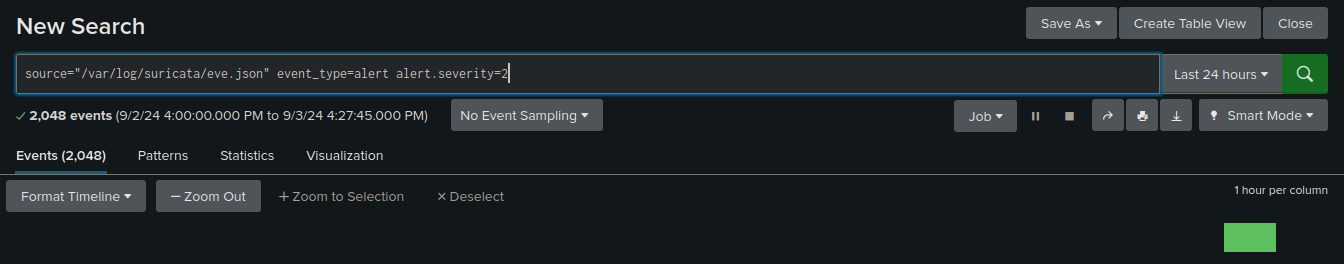 New Search
Save As
Create Table View
Close
source="/var/log/suricata/eve.json" event_type=alert alert.severity=2
Last 24 hours
2,048 events (9/2/24 4:00:00.000 PM to 9/3/24 4:27:45.000 PM)
No Event Sampling
Job
Smart Mode
Events (2,048)
Patterns
Statistics
Visualization
Format Timeline
— Zoom Out
+ Zoom to Selection
× Deselect
1 hour per column